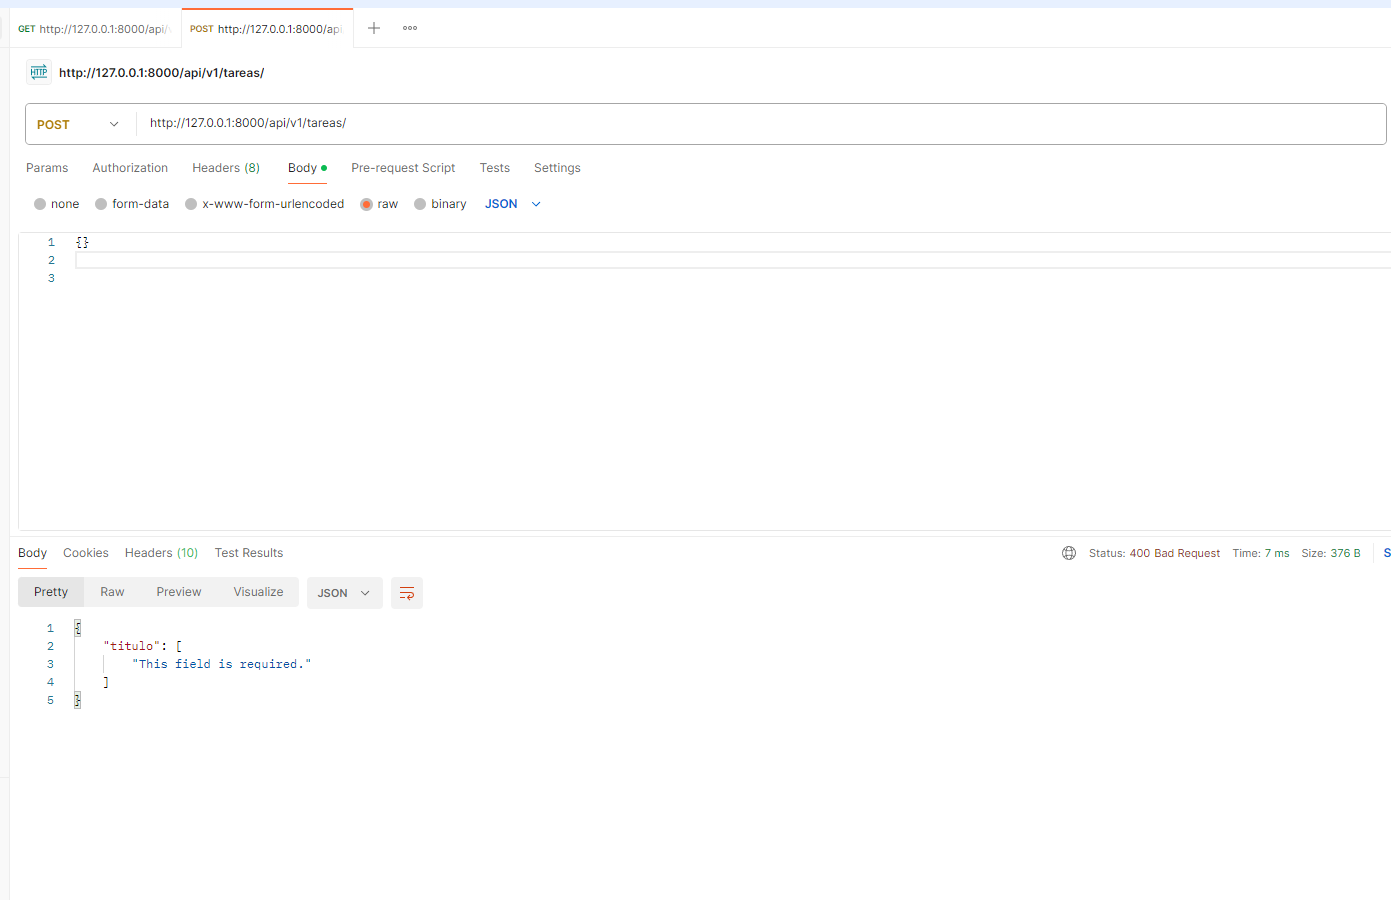 GET http://127.0.0.1:8000/api/v POST http://127.0.0.1:8000/api
HTTP http://127.0.0.1:8000/api/v1/tareas/
POST http://127.0.0.1:8000/api/v1/tareas/
Params Authorization Headers (8) Body Pre-request Script Tests Settings
none form-data x-www-form-urlencoded raw binary JSON
1 {}
2
3
Body Cookies Headers (10) Test Results Status: 400 Bad Request Time: 7 ms Size: 376 B S
Pretty Raw Preview Visualize JSON
1 {
2 "titulo": [
3 "This field is required."
4 ]
5 }